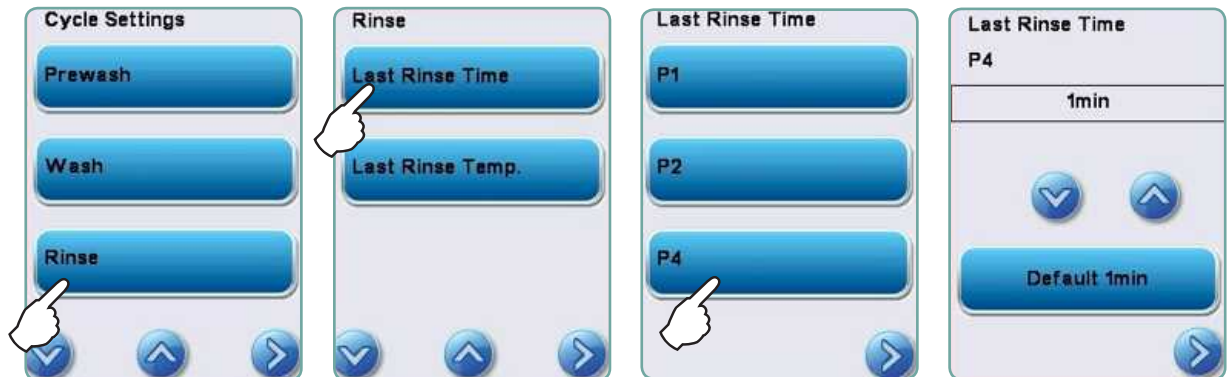 Cycle Settings
Prewash
Wash
Rinse
Rinse
Last Rinse Time
Last Rinse Temp.
Last Rinse Time
P1
P2
P4
Last Rinse Time
P4
1min
Default 1min